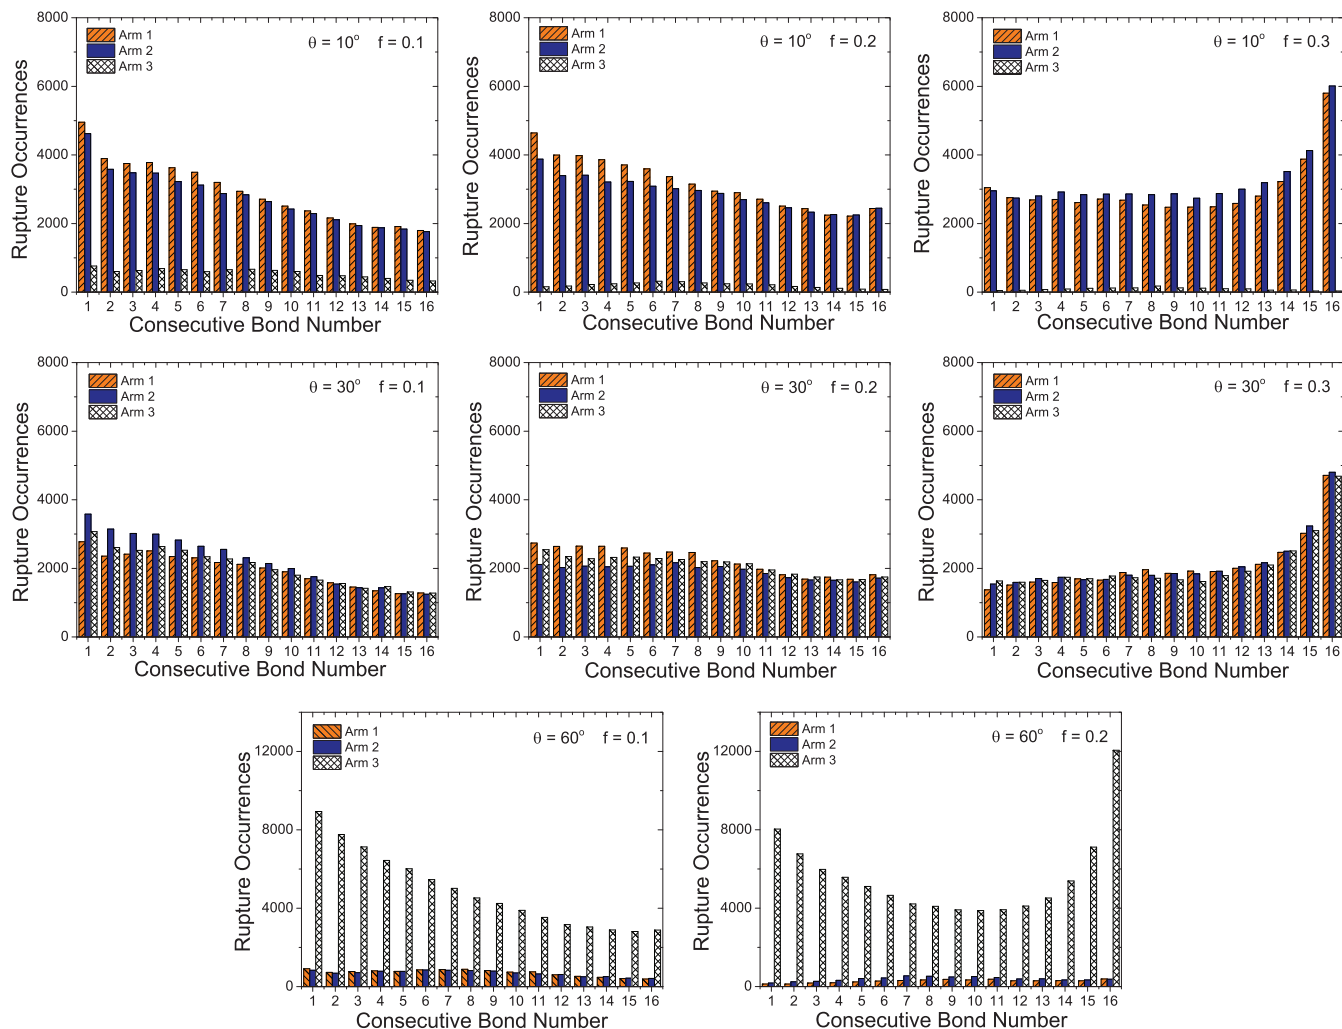 8000
6000
4000
2000
0
Rupture Occurrences
Arm 1
Arm 2
Arm 3
θ = 10° f = 0.1
1 2 3 4 5 6 7 8 9 10 11 12 13 14 15 16
Consecutive Bond Number
8000
6000
4000
2000
0
Rupture Occurrences
Arm 1
Arm 2
Arm 3
θ = 10° f = 0.2
1 2 3 4 5 6 7 8 9 10 11 12 13 14 15 16
Consecutive Bond Number
8000
6000
4000
2000
0
Rupture Occurrences
Arm 1
Arm 2
Arm 3
θ = 10° f = 0.3
1 2 3 4 5 6 7 8 9 10 11 12 13 14 15 16
Consecutive Bond Number
8000
6000
4000
2000
0
Rupture Occurrences
Arm 1
Arm 2
Arm 3
θ = 30° f = 0.1
1 2 3 4 5 6 7 8 9 10 11 12 13 14 15 16
Consecutive Bond Number
8000
6000
4000
2000
0
Rupture Occurrences
Arm 1
Arm 2
Arm 3
θ = 30° f = 0.2
1 2 3 4 5 6 7 8 9 10 11 12 13 14 15 16
Consecutive Bond Number
8000
6000
4000
2000
0
Rupture Occurrences
Arm 1
Arm 2
Arm 3
θ = 30° f = 0.3
1 2 3 4 5 6 7 8 9 10 11 12 13 14 15 16
Consecutive Bond Number
12000
8000
4000
0
Rupture Occurrences
Arm 1
Arm 2
Arm 3
θ = 60° f = 0.1
1 2 3 4 5 6 7 8 9 10 11 12 13 14 15 16
Consecutive Bond Number
12000
8000
4000
0
Rupture Occurrences
Arm 1
Arm 2
Arm 3
θ = 60° f = 0.2
1 2 3 4 5 6 7 8 9 10 11 12 13 14 15 16
Consecutive Bond Number